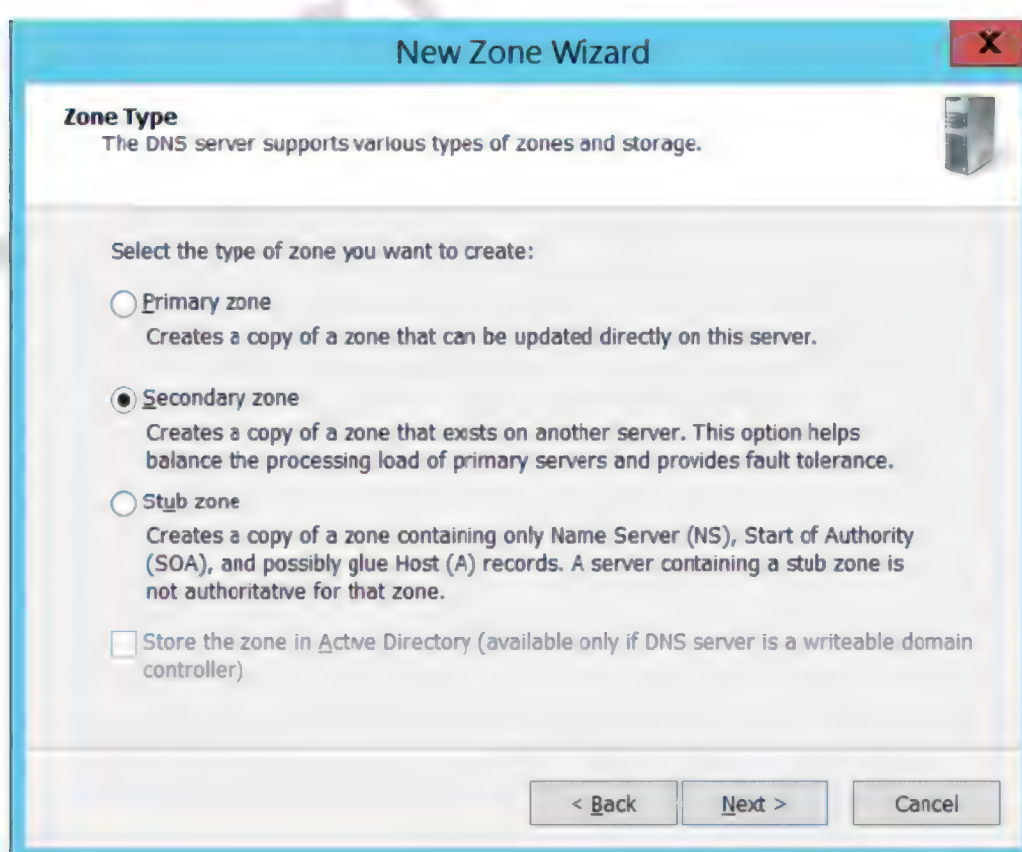 New Zone Wizard
X
Zone Type
The DNS server supports various types of zones and storage.
Select the type of zone you want to create:
Primary zone
Creates a copy of a zone that can be updated directly on this server.
Secondary zone
Creates a copy of a zone that exists on another server. This option helps
balance the processing load of primary servers and provides fault tolerance.
Stub zone
Creates a copy of a zone containing only Name Server (NS), Start of Authority
(SOA), and possibly glue Host (A) records. A server containing a stub zone is
not authoritative for that zone.
Store the zone in Active Directory (available only if DNS server is a writeable domain
controller)
< Back
Next >
Cancel